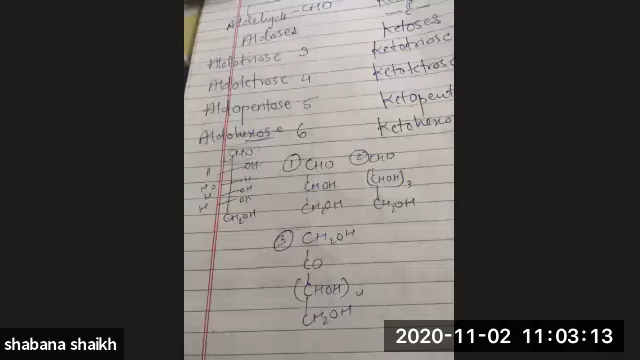 Aldehyde -CHO
Aldoses Ketoses
Aldotriose 3 Ketotriose
Aldotetrose 4 Ketotetrose
Aldopentase 5 Ketopent
Aldohexose 6 Ketohexo
CHO
OH
H
OH
OH
CH2OH
① CHO
CHOH
CH2OH
② CHO
(CHOH)3
CH2OH
③ CH2OH
CO
(CHOH)4
CH2OH
shabana shaikh
2020-11-02 11:03:13